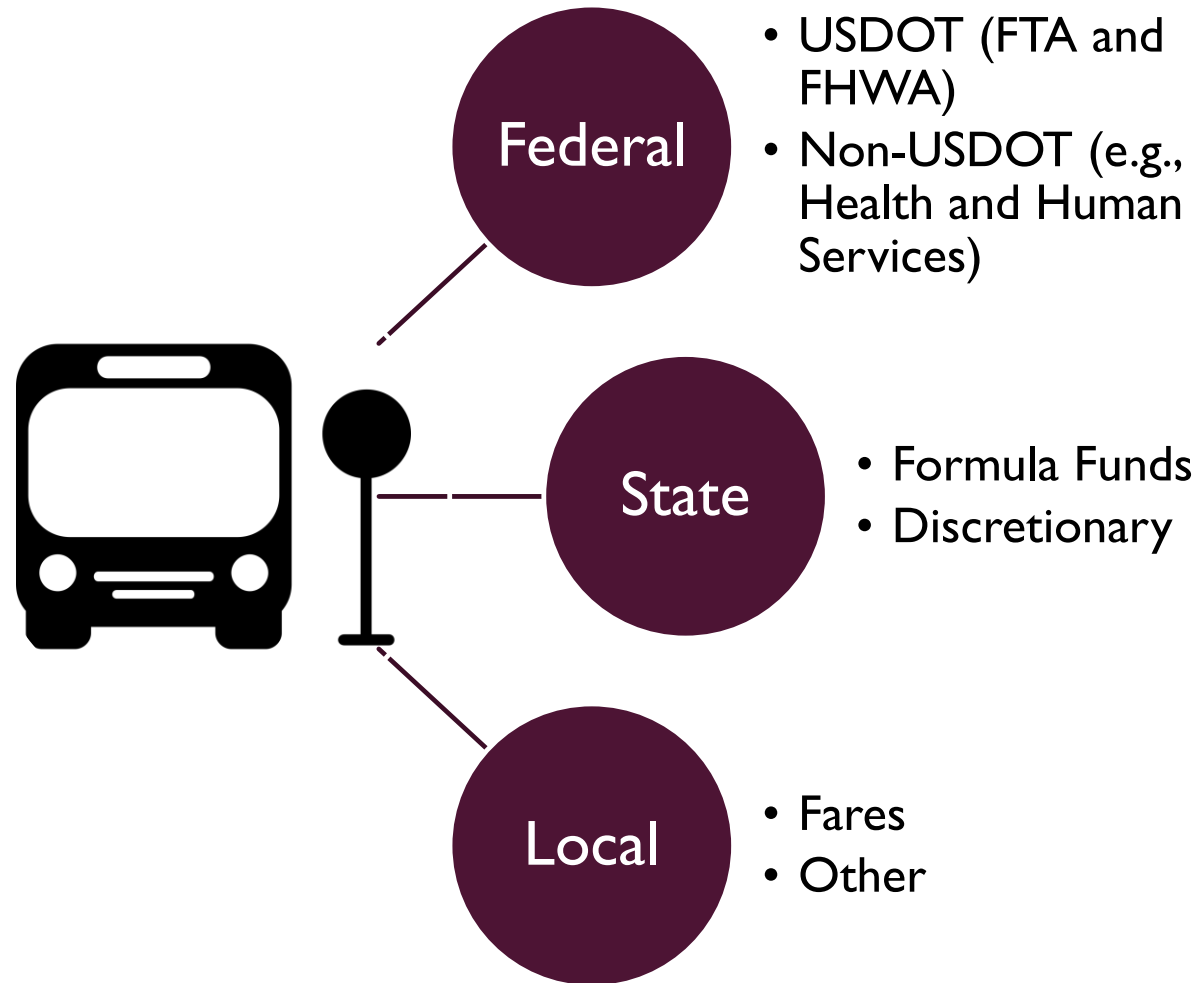 Federal
• USDOT (FTA and
FHWA)
• Non-USDOT (e.g.,
Health and Human
Services)
State
• Formula Funds
• Discretionary
Local
• Fares
• Other